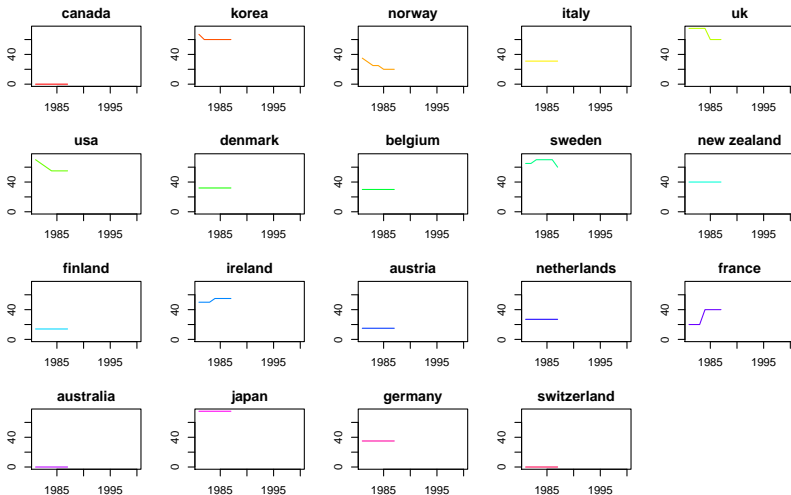 canada korea norway italy uk
0 40 0 40 0 40 0 40 0 40
1985 1995 1985 1995 1985 1995 1985 1995 1985 1995
usa denmark belgium sweden new zealand
0 40 0 40 0 40 0 40 0 40
1985 1995 1985 1995 1985 1995 1985 1995 1985 1995
finland ireland austria netherlands france
0 40 0 40 0 40 0 40 0 40
1985 1995 1985 1995 1985 1995 1985 1995 1985 1995
australia japan germany switzerland
0 40 0 40 0 40 0 40
1985 1995 1985 1995 1985 1995 1985 1995